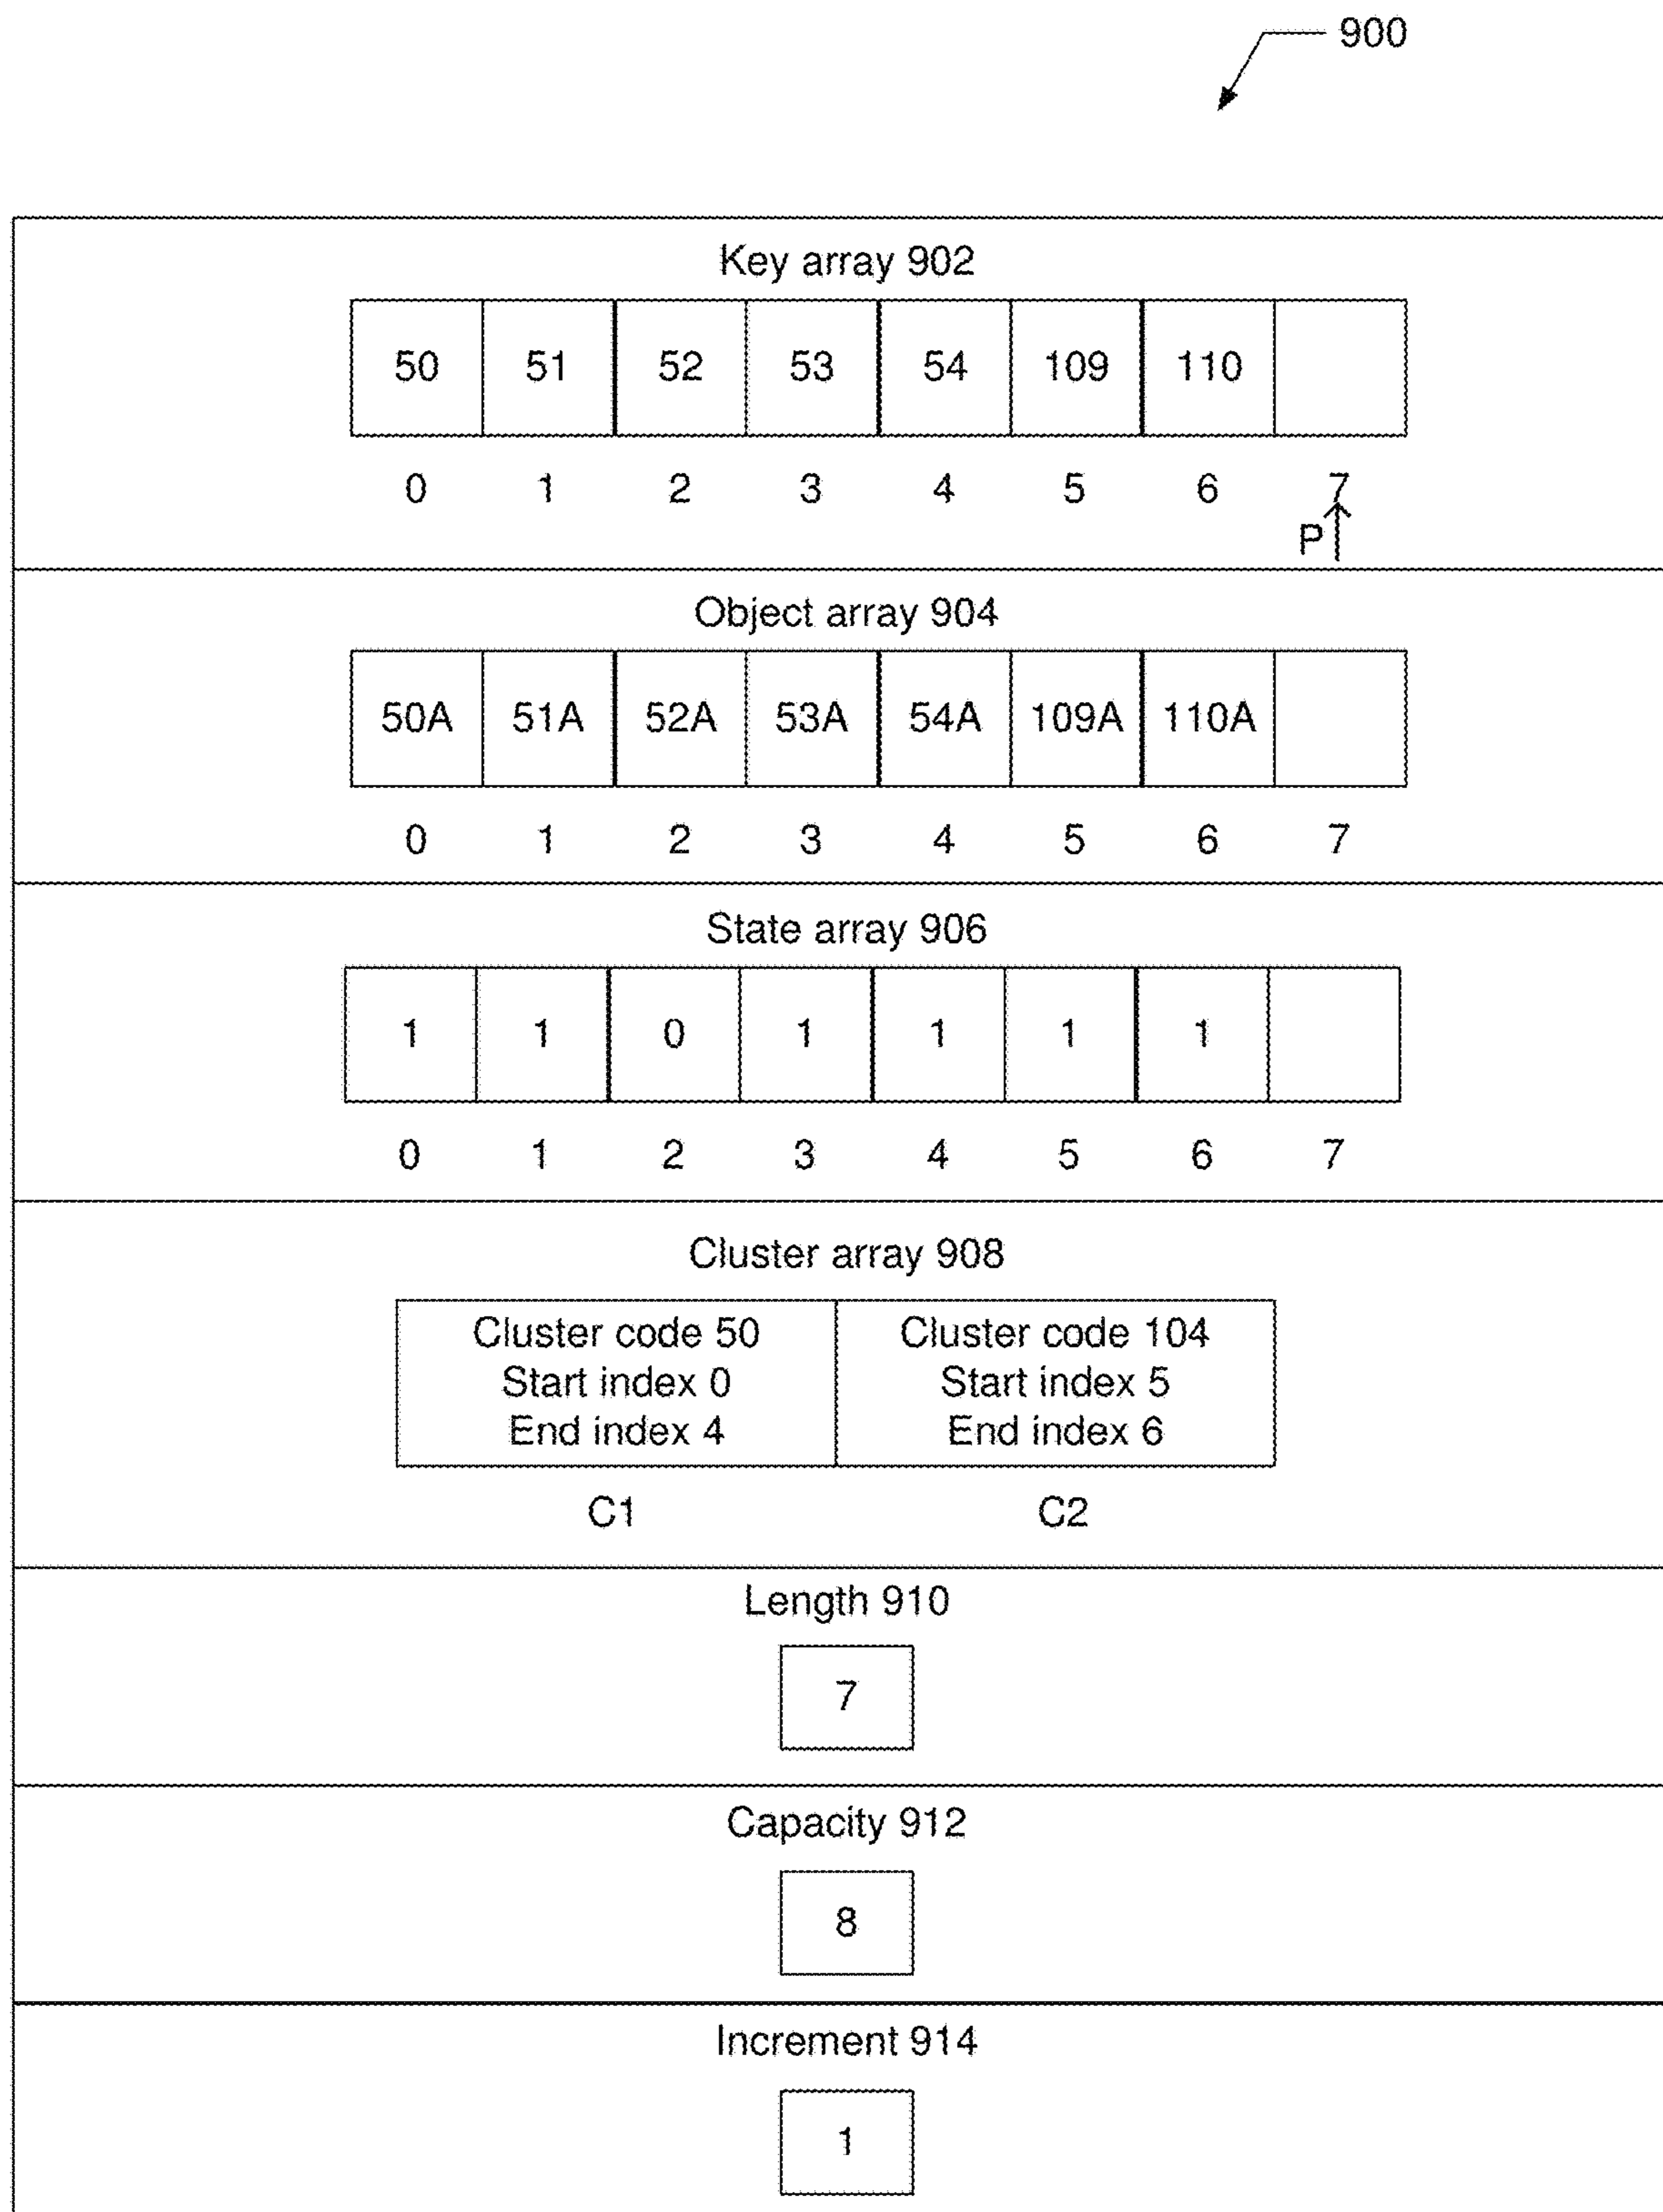 900
Key array 902
50 51 52 53 54 109 110
0 1 2 3 4 5 6 7
P
Object array 904
50A 51A 52A 53A 54A 109A 110A
0 1 2 3 4 5 6 7
State array 906
1 1 0 1 1 1 1
0 1 2 3 4 5 6 7
Cluster array 908
Cluster code 50 Cluster code 104
Start index 0 Start index 5
End index 4 End index 6
C1 C2
Length 910
7
Capacity 912
8
Increment 914
1